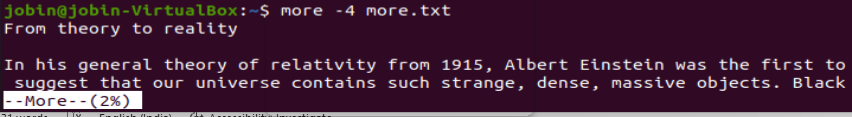 jobin@jobin-VirtualBox:~$ more -4 more.txt
From theory to reality
In his general theory of relativity from 1915, Albert Einstein was the first to
suggest that our universe contains such strange, dense, massive objects. Black
--More--(2%)